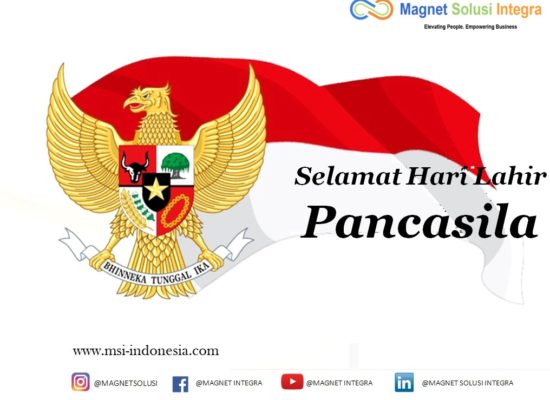 Magnet Solusi Integra
Elevating People. Empowering Business
Selamat Hari Lahir
Pancasila
BHINNEKA TUNGGAL IKA
www.msi-indonesia.com
@MAGNETSOLUSI @MAGNET INTEGRA @MAGNET INTEGRA @MAGNET SOLUSI INTEGRA